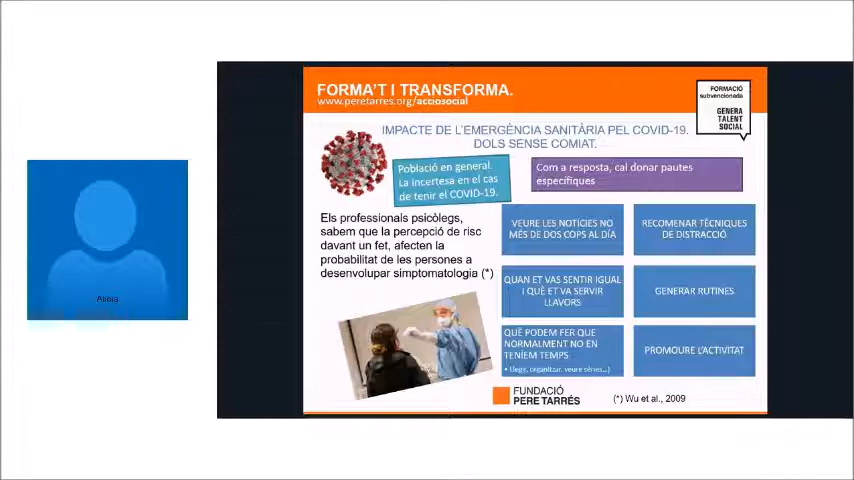 FORMA'T I TRANSFORMA.
www.peretarres.org/acciosocial
FORMACIÓ
subvencionada
GENERA
TALENT
SOCIAL
IMPACTE DE L'EMERGÈNCIA SANITÀRIA PEL COVID-19.
DOLS SENSE COMIAT.
Població en general.
La incertesa en el cas
de tenir el COVID-19.
Com a resposta, cal donar pautes
específiques
Els professionals psicòlegs,
sabem que la percepció de risc
davant un fet, afecten la
probabilitat de les persones a
desenvolupar simptomatologia (*)
VEURE LES NOTÍCIES NO
MÉS DE DOS COPS AL DÍA
RECOMENAR TÈCNIQUES
DE DISTRACCIÓ
QUAN ET VAS SENTIR IGUAL
I QUÈ ET VA SERVIR
LLAVORS
GENERAR RUTINES
QUÈ PODEM FER QUE
NORMALMENT NO EN
TENÍEM TEMPS
• (llegir, organitzar, veure sèries...)
PROMOURE L'ACTIVITAT
Alicia
FUNDACIÓ
PERE TARRÉS
(*) Wu et al., 2009